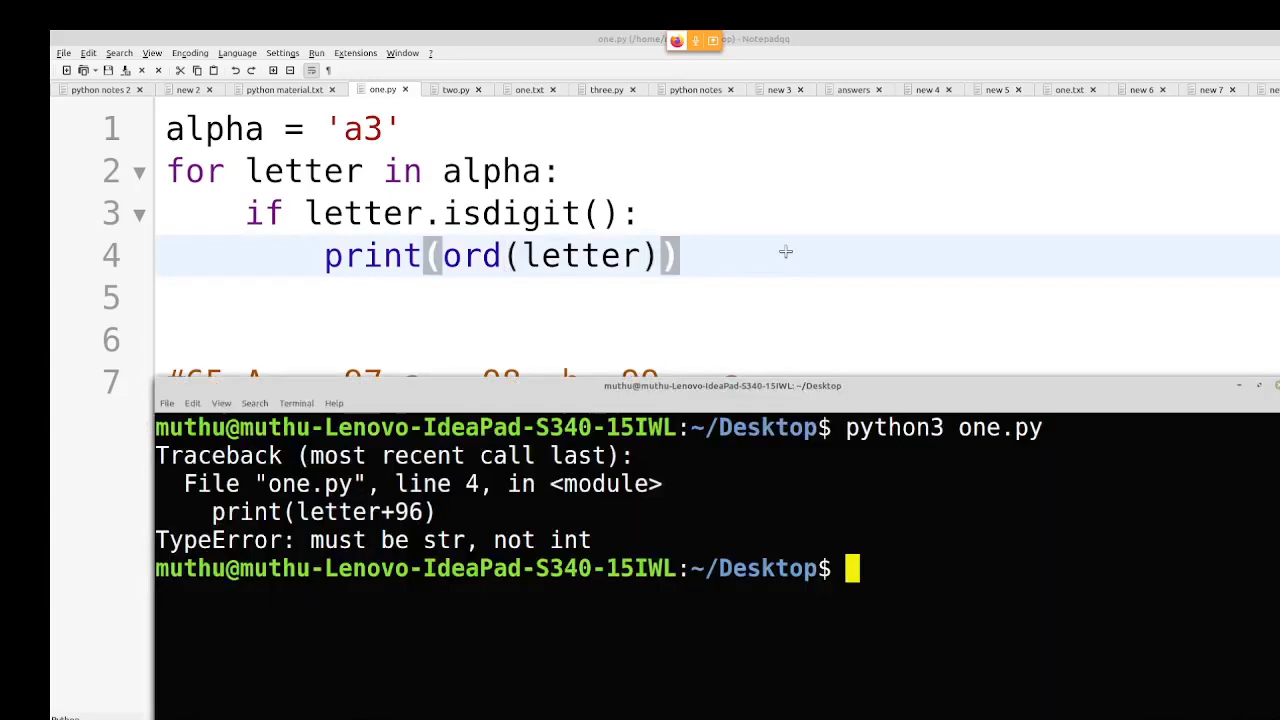 one.py (/home/ op) - Notepadqq
File Edit Search View Encoding Language Settings Run Extensions Window ?
python notes 2 new 2 python material.txt one.py two.py one.txt three.py python notes new 3 answers new 4 new 5 one.txt new 6 new 7
1 alpha = 'a3'
2 for letter in alpha:
3 if letter.isdigit():
4 print(ord(letter))
5
6
7
muthu@muthu-Lenovo-IdeaPad-S340-15IWL: ~/Desktop
File Edit View Search Terminal Help
muthu@muthu-Lenovo-IdeaPad-S340-15IWL:~/Desktop$ python3 one.py
Traceback (most recent call last):
File "one.py", line 4, in <module>
print(letter+96)
TypeError: must be str, not int
muthu@muthu-Lenovo-IdeaPad-S340-15IWL:~/Desktop$